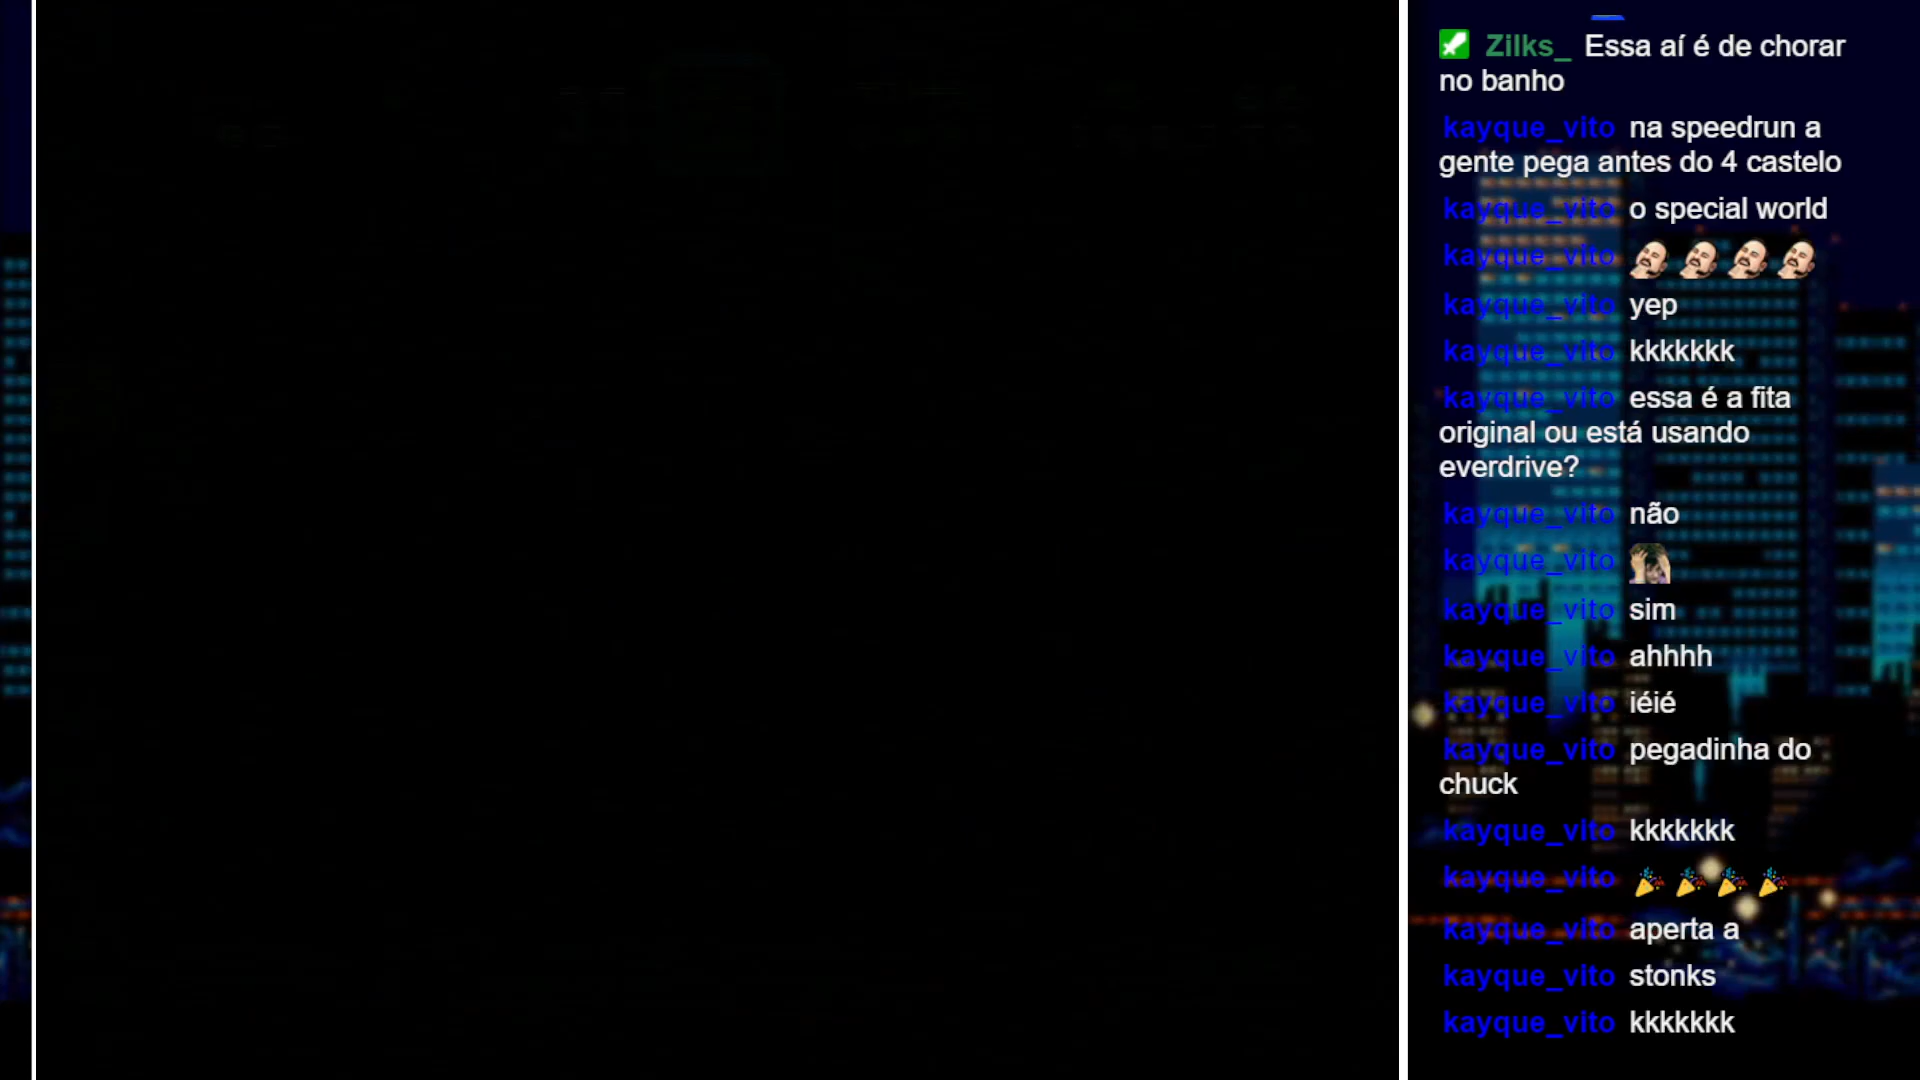 Zilks_ Essa aí é de chorar
no banho
kayque_vito na speedrun a
gente pega antes do 4 castelo
kayque_vito o special world
kayque_vito
kayque_vito yep
kayque_vito kkkkkkk
kayque_vito essa é a fita
original ou está usando
everdrive?
kayque_vito não
kayque_vito
kayque_vito sim
kayque_vito ahhhh
kayque_vito iéié
kayque_vito pegadinha do
chuck
kayque_vito kkkkkkk
kayque_vito 🎉 🎉 🎉 🎉
kayque_vito aperta a
kayque_vito stonks
kayque_vito kkkkkkk